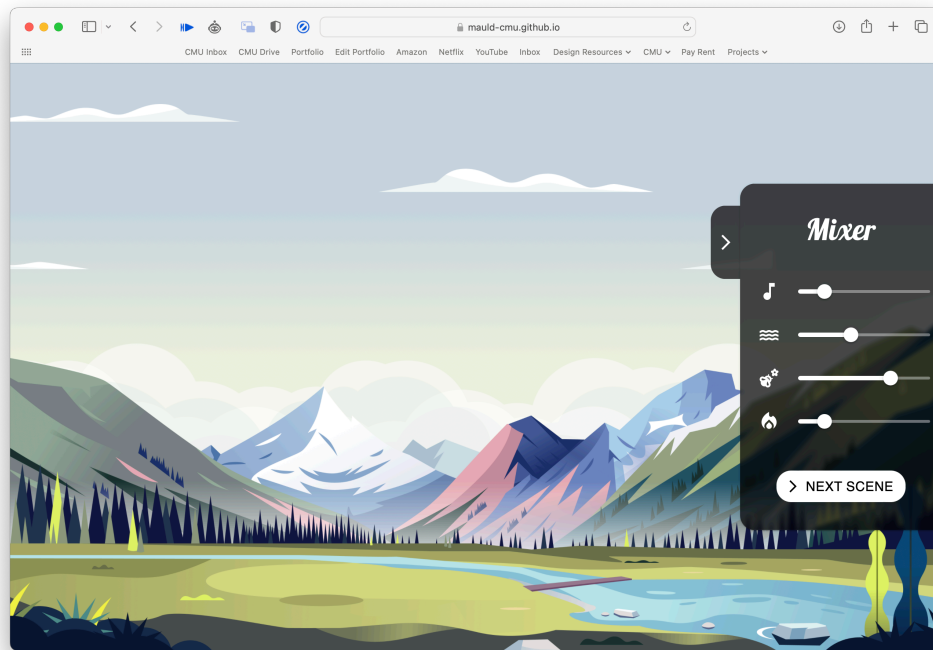 mauld-cmu.github.io
CMU Inbox CMU Drive Portfolio Edit Portfolio Amazon Netflix YouTube Inbox Design Resources CMU Pay Rent Projects
Mixer
NEXT SCENE